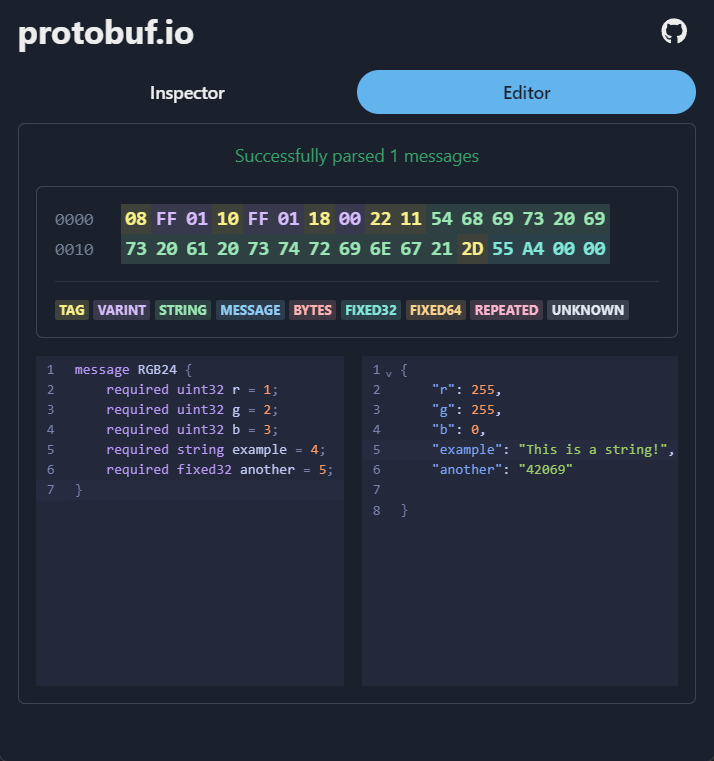 protobuf.io
Inspector
Editor
Successfully parsed 1 messages
0000 08 FF 01 10 FF 01 18 00 22 11 54 68 69 73 20 69
0010 73 20 61 20 73 74 72 69 6E 67 21 2D 55 A4 00 00
TAG VARINT STRING MESSAGE BYTES FIXED32 FIXED64 REPEATED UNKNOWN
1 message RGB24 {
2 required uint32 r = 1;
3 required uint32 g = 2;
4 required uint32 b = 3;
5 required string example = 4;
6 required fixed32 another = 5;
7 }
1 {
2 "r": 255,
3 "g": 255,
4 "b": 0,
5 "example": "This is a string!",
6 "another": "42069"
7
8 }